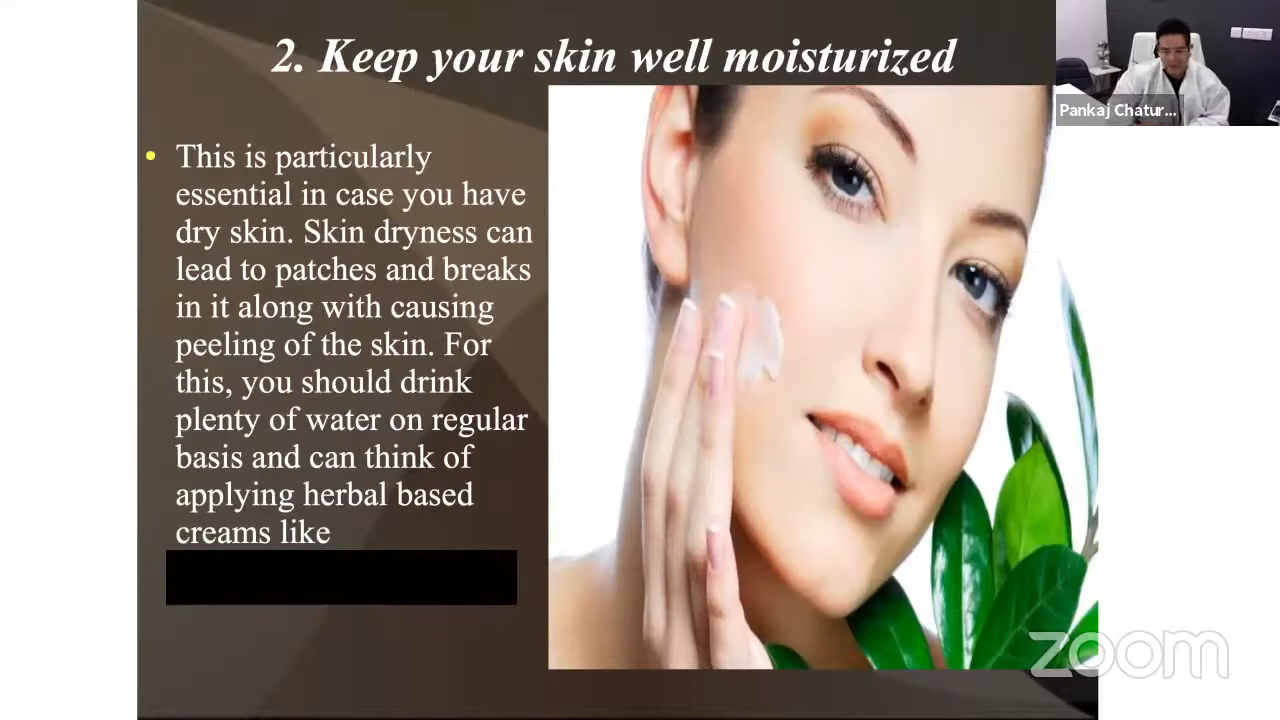 2. Keep your skin well moisturized
Pankaj Chatur...
• This is particularly
essential in case you have
dry skin. Skin dryness can
lead to patches and breaks
in it along with causing
peeling of the skin. For
this, you should drink
plenty of water on regular
basis and can think of
applying herbal based
creams like
zoom